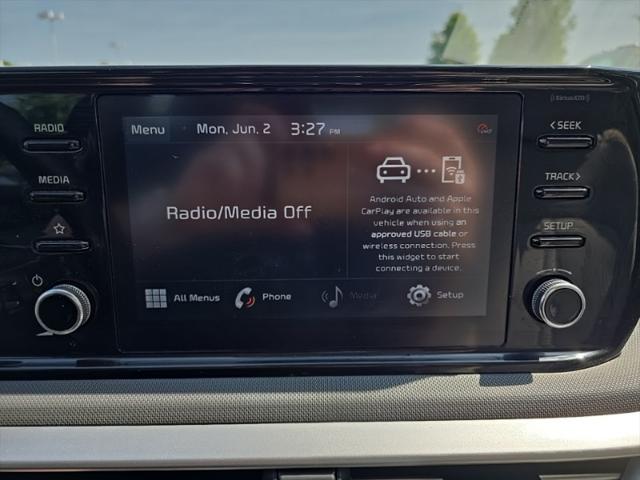 ((SiriusXM))
RADIO
MEDIA
< SEEK
TRACK >
SETUP
Menu
Mon, Jun. 2 3:27 PM
Radio/Media Off
Android Auto and Apple
CarPlay are available in this
vehicle when using an
approved USB cable or
wireless connection. Press
this widget to start
connecting a device.
All Menus
Phone
Media
Setup